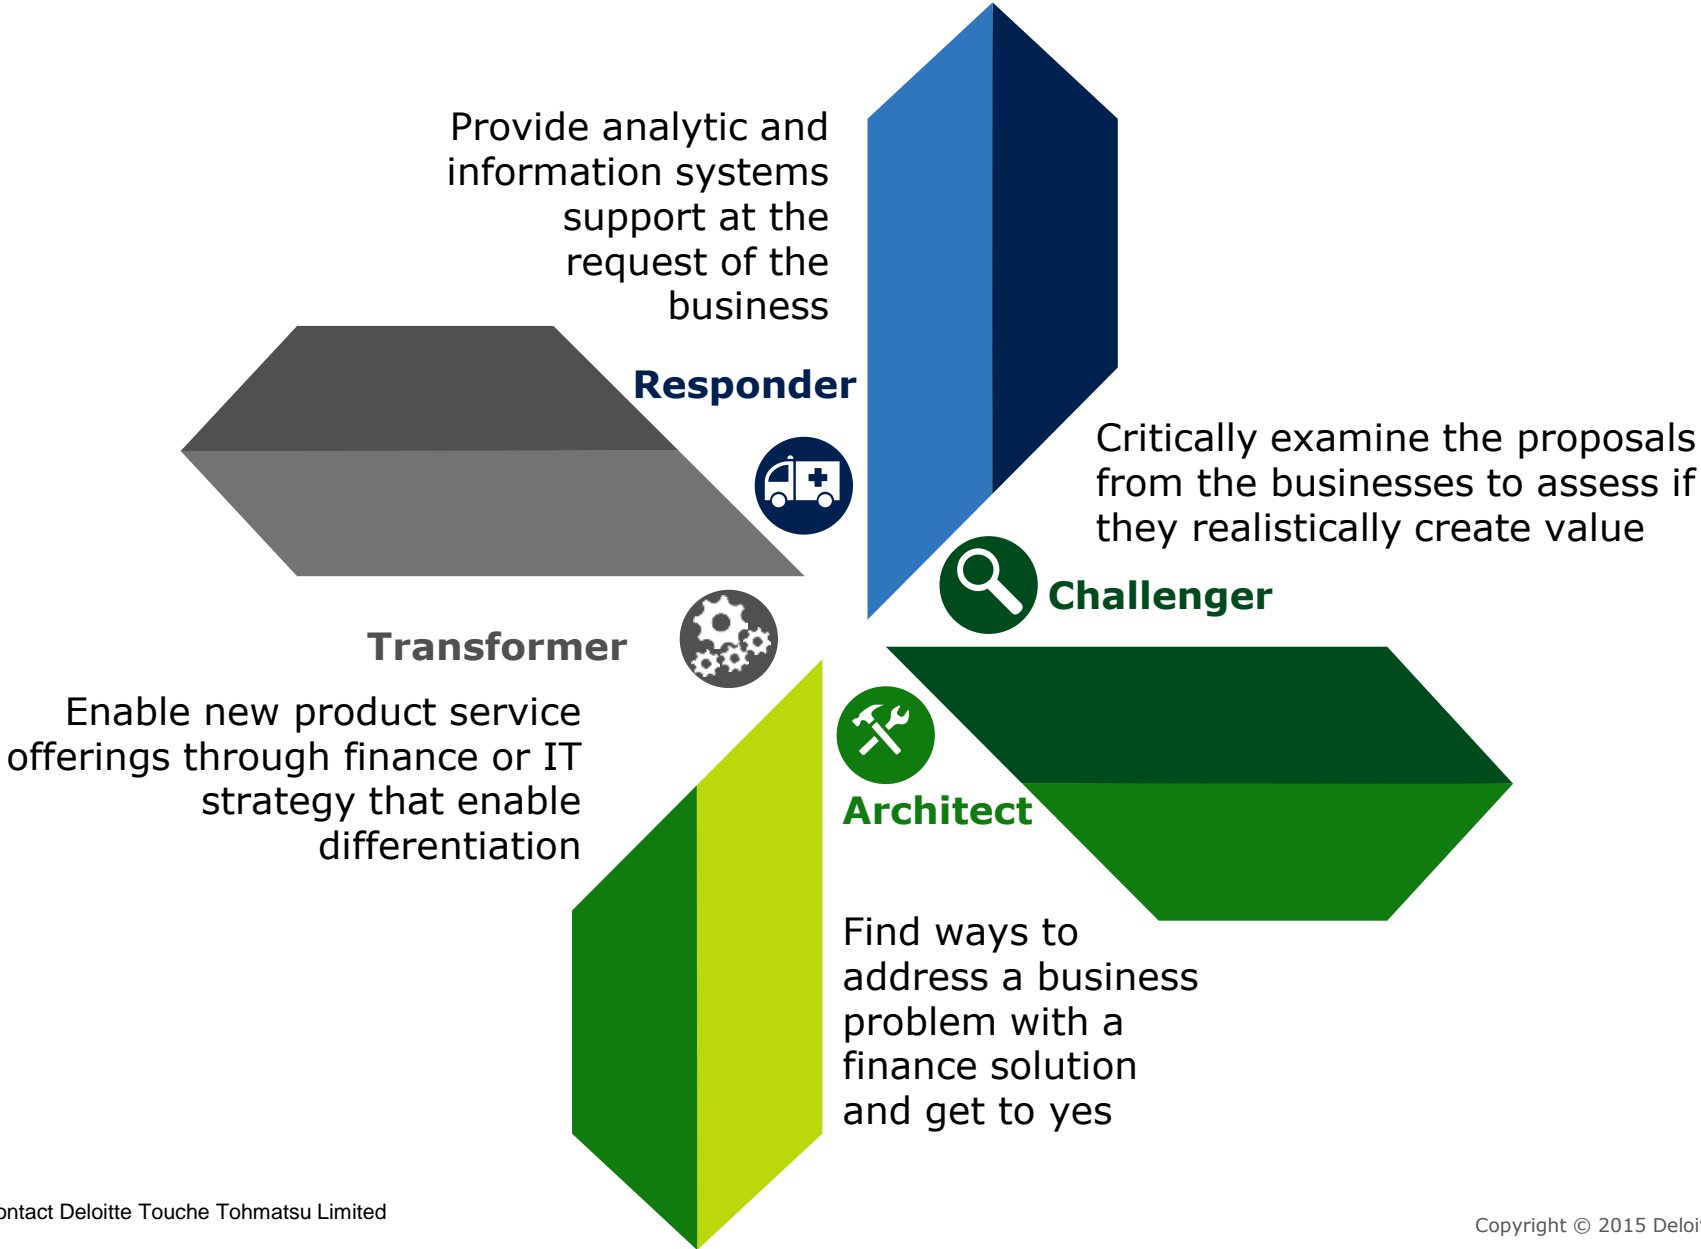 Provide analytic and
information systems
support at the
request of the
business
Responder
Critically examine the proposals
from the businesses to assess if
they realistically create value
Challenger
Transformer
Enable new product service
offerings through finance or IT
strategy that enable
differentiation
Architect
Find ways to
address a business
problem with a
finance solution
and get to yes
Deloitte Touche Tohmatsu Limited
Copyright © 2015